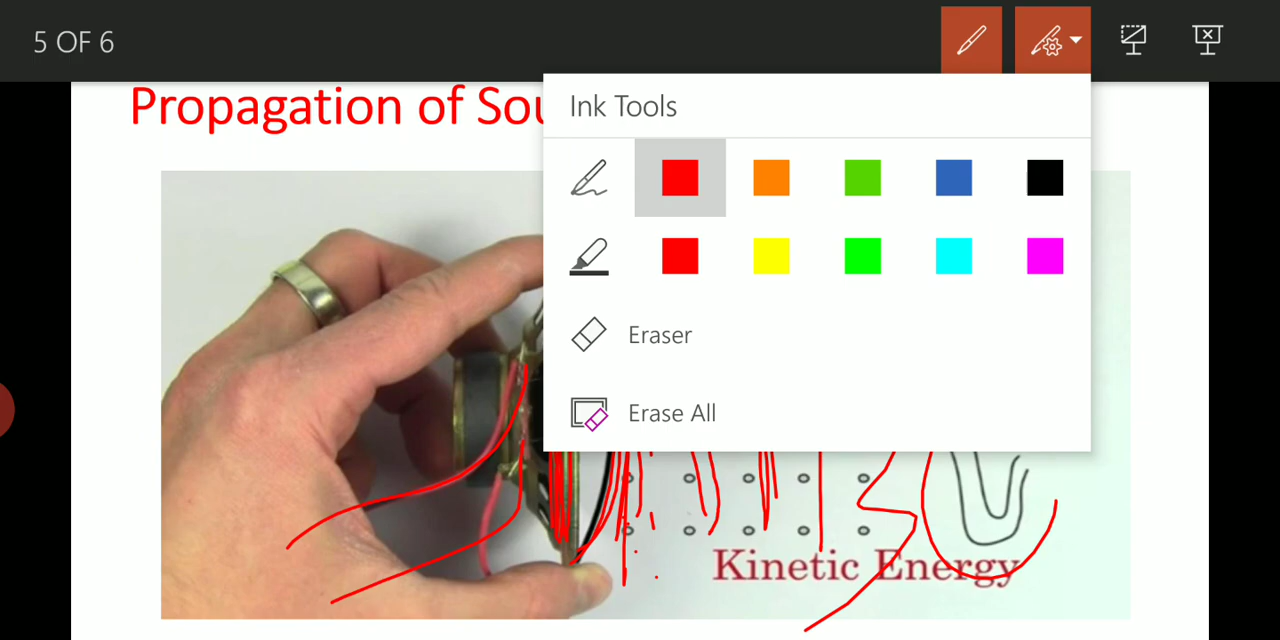 5 OF 6
Propagation of Sou
Ink Tools
Eraser
Erase All
Kinetic Energy